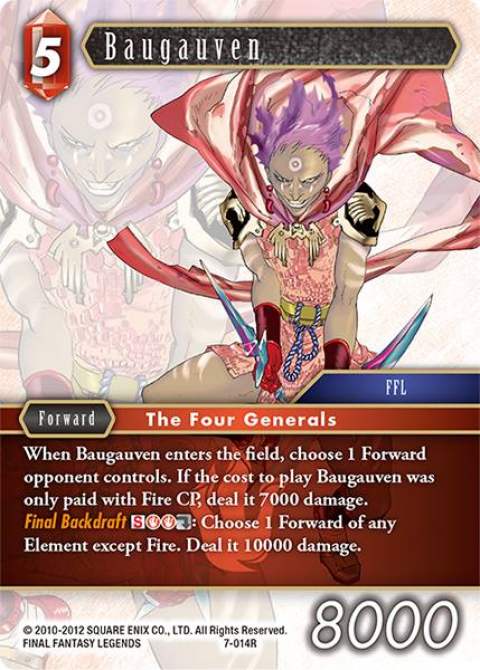 5
Baugauven
FFL
Forward
The Four Generals
When Baugauven enters the field, choose 1 Forward
opponent controls. If the cost to play Baugauven was
only paid with Fire CP, deal it 7000 damage.
Final Backdraft S: Choose 1 Forward of any
Element except Fire. Deal it 10000 damage.
© 2010-2012 SQUARE ENIX CO., LTD. All Rights Reserved.
FINAL FANTASY LEGENDS
7-014R
8000